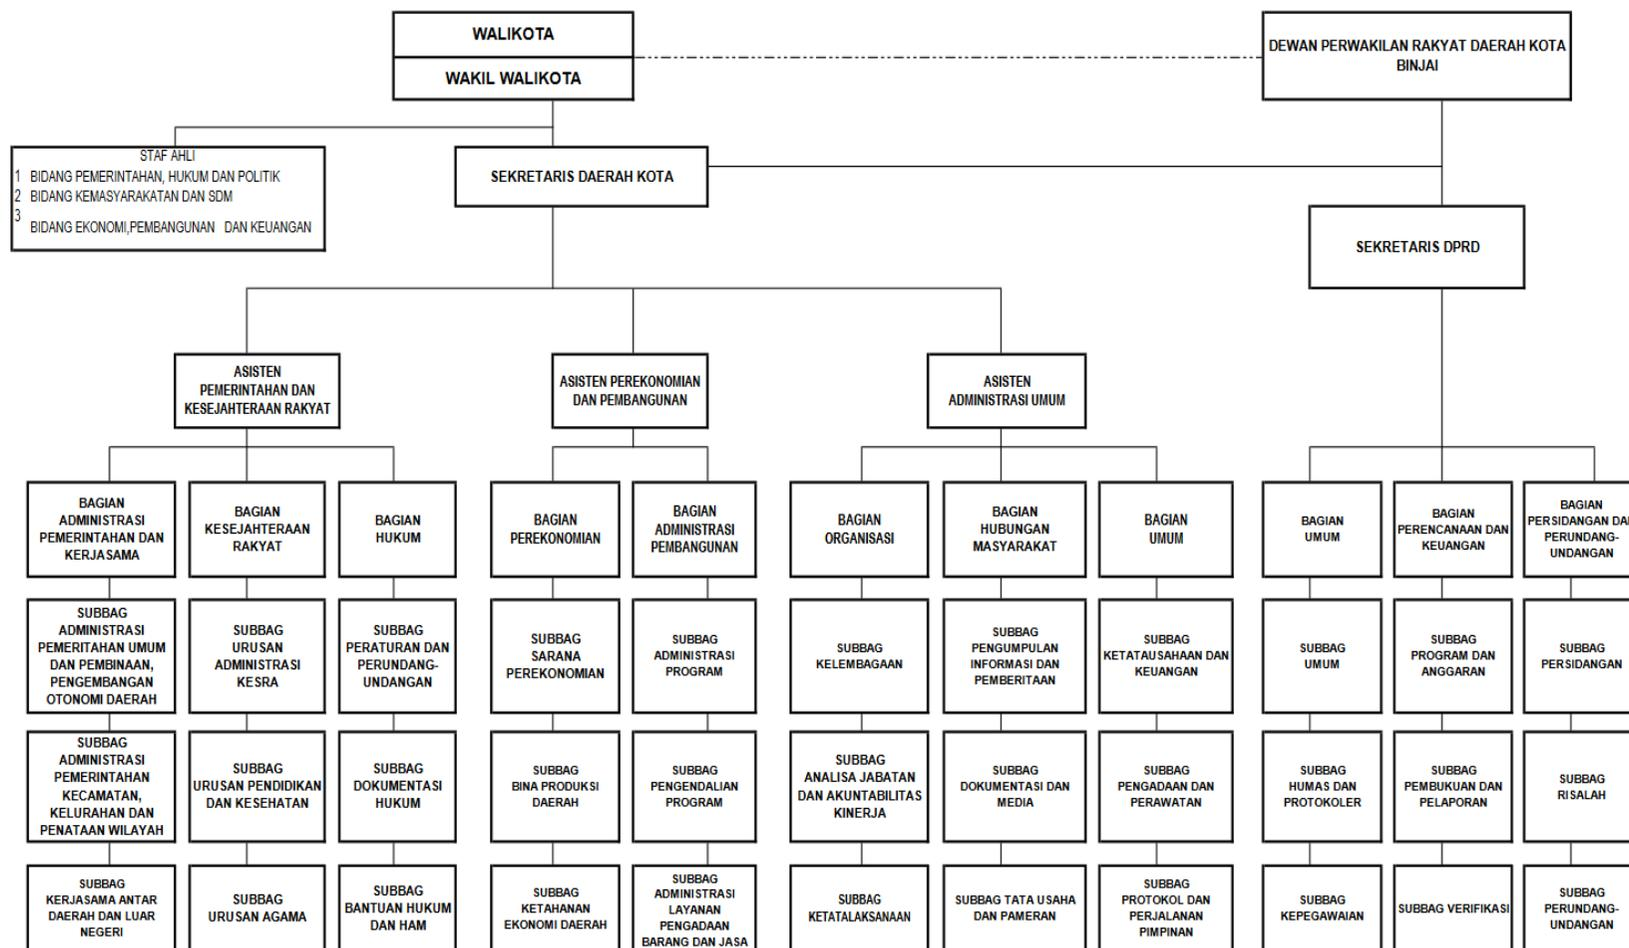 WALIKOTA
WAKIL WALIKOTA
DEWAN PERWAKILAN RAKYAT DAERAH KOTA
BINJAI
STAF AHLI
1 BIDANG PEMERINTAHAN, HUKUM DAN POLITIK
2 BIDANG KEMASYARAKATAN DAN SDM
3
BIDANG EKONOMI,PEMBANGUNAN DAN KEUANGAN
SEKRETARIS DAERAH KOTA
SEKRETARIS DPRD
ASISTEN
PEMERINTAHAN DAN
KESEJAHTERAAN RAKYAT
ASISTEN PEREKONOMIAN
DAN PEMBANGUNAN
ASISTEN
ADMINISTRASI UMUM
BAGIAN
ADMINISTRASI
PEMERINTAHAN DAN
KERJASAMA
BAGIAN
KESEJAHTERAAN
RAKYAT
BAGIAN
HUKUM
BAGIAN
PEREKONOMIAN
BAGIAN
ADMINISTRASI
PEMBANGUNAN
BAGIAN
ORGANISASI
BAGIAN
HUBUNGAN
MASYARAKAT
BAGIAN
UMUM
BAGIAN
UMUM
BAGIAN
PERENCANAAN DAN
KEUANGAN
BAGIAN
PERSIDANGAN DAN
PERUNDANG-
UNDANGAN
SUBBAG
ADMINISTRASI
PEMERITAHAN UMUM
DAN PEMBINAAN,
PENGEMBANGAN
OTONOMI DAERAH
SUBBAG
URUSAN
ADMINISTRASI
KESRA
SUBBAG
PERATURAN DAN
PERUNDANG-
UNDANGAN
SUBBAG
SARANA
PEREKONOMIAN
SUBBAG
ADMINISTRASI
PROGRAM
SUBBAG
KELEMBAGAAN
SUBBAG
PENGUMPULAN
INFORMASI DAN
PEMBERITAAN
SUBBAG
KETATAUSAHAAN DAN
KEUANGAN
SUBBAG
UMUM
SUBBAG
PROGRAM DAN
ANGGARAN
SUBBAG
PERSIDANGAN
SUBBAG
ADMINISTRASI
PEMERINTAHAN
KECAMATAN,
KELURAHAN DAN
PENATAAN WILAYAH
SUBBAG
URUSAN PENDIDIKAN
DAN KESEHATAN
SUBBAG
DOKUMENTASI
HUKUM
SUBBAG
BINA PRODUKSI
DAERAH
SUBBAG
PENGENDALIAN
PROGRAM
SUBBAG
ANALISA JABATAN
DAN AKUNTABILITAS
KINERJA
SUBBAG
DOKUMENTASI DAN
MEDIA
SUBBAG
PENGADAAN DAN
PERAWATAN
SUBBAG
HUMAS DAN
PROTOKOLER
SUBBAG
PEMBUKUAN DAN
PELAPORAN
SUBBAG
RISALAH
SUBBAG
KERJASAMA ANTAR
DAERAH DAN LUAR
NEGERI
SUBBAG
URUSAN AGAMA
SUBBAG
BANTUAN HUKUM
DAN HAM
SUBBAG
KETAHANAN
EKONOMI DAERAH
SUBBAG
ADMINISTRASI
LAYANAN
PENGADAAN
BARANG DAN JASA
SUBBAG
KETATALAKSANAAN
SUBBAG TATA USAHA
DAN PAMERAN
SUBBAG
PROTOKOL DAN
PERJALANAN
PIMPINAN
SUBBAG
KEPEGAWAIAN
SUBBAG VERIFIKASI
SUBBAG
PERUNDANG-
UNDANGAN